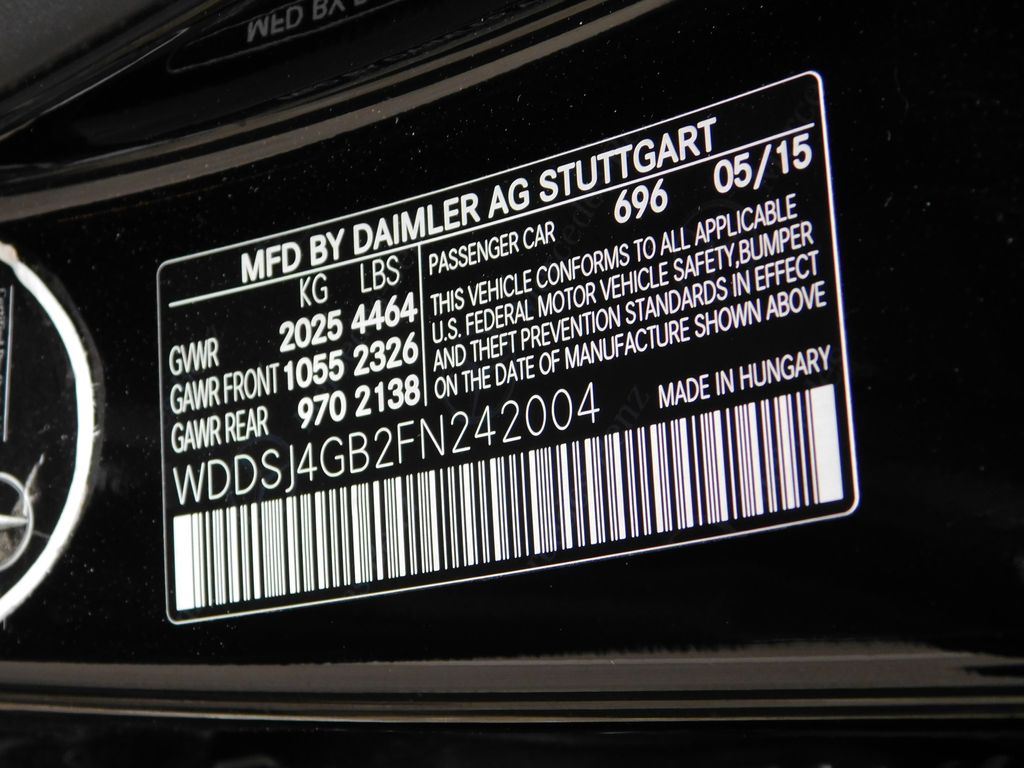 MFD BY DAIMLER AG STUTTGART
KG LBS
GVWR 2025 4464
GAWR FRONT 1055 2326
GAWR REAR 970 2138
PASSENGER CAR 696 05/15
THIS VEHICLE CONFORMS TO ALL APPLICABLE
U.S. FEDERAL MOTOR VEHICLE SAFETY,BUMPER
AND THEFT PREVENTION STANDARDS IN EFFECT
ON THE DATE OF MANUFACTURE SHOWN ABOVE
WDDSJ4GB2FN242004
MADE IN HUNGARY